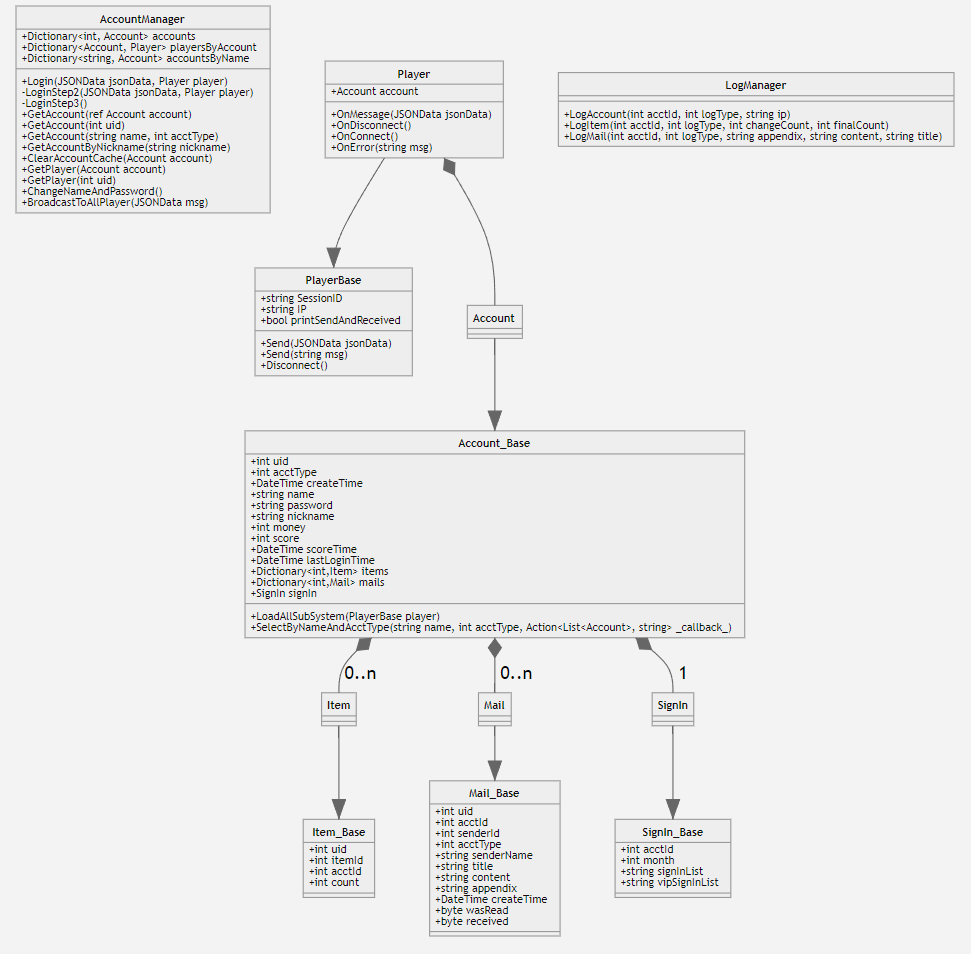 AccountManager
+Dictionary<int, Account> accounts
+Dictionary<Account, Player> playersByAccount
+Dictionary<string, Account> accountsByName
+Login(JSONData jsonData, Player player)
-LoginStep2(JSONData jsonData, Player player)
-LoginStep3()
+GetAccount(ref Account account)
+GetAccount(int uid)
+GetAccount(string name, int acctType)
+GetAccountByNickname(string nickname)
+ClearAccountCache(Account account)
+GetPlayer(Account account)
+GetPlayer(int uid)
+ChangeNameAndPassword()
+BroadcastToAllPlayer(JSONData msg)
Player
+Account account
+OnMessage(JSONData jsonData)
+OnDisconnect()
+OnConnect()
+OnError(string msg)
LogManager
+LogAccount(int acctId, int logType, string ip)
+LogItem(int acctId, int logType, int changeCount, int finalCount)
+LogMail(int acctId, int logType, string appendix, string content, string title)
PlayerBase
+string SessionID
+string IP
+bool printSendAndReceived
+Send(JSONData jsonData)
+Send(string msg)
+Disconnect()
Account
Account_Base
+int uid
+int acctType
+DateTime createTime
+string name
+string password
+string nickname
+int money
+int score
+DateTime scoreTime
+DateTime lastLoginTime
+Dictionary<int,Item> items
+Dictionary<int,Mail> mails
+SignIn signIn
+LoadAllSubSystem(PlayerBase player)
+SelectByNameAndAcctType(string name, int acctType, Action<List<Account>, string> _callback_)
0..n
0..n
1
Item
Mail
SignIn
Item_Base
+int uid
+int itemId
+int acctId
+int count
Mail_Base
+int uid
+int acctId
+int senderId
+int acctType
+string senderName
+string title
+string content
+string appendix
+DateTime createTime
+byte wasRead
+byte received
SignIn_Base
+int acctId
+int month
+string signInList
+string vipSignInList